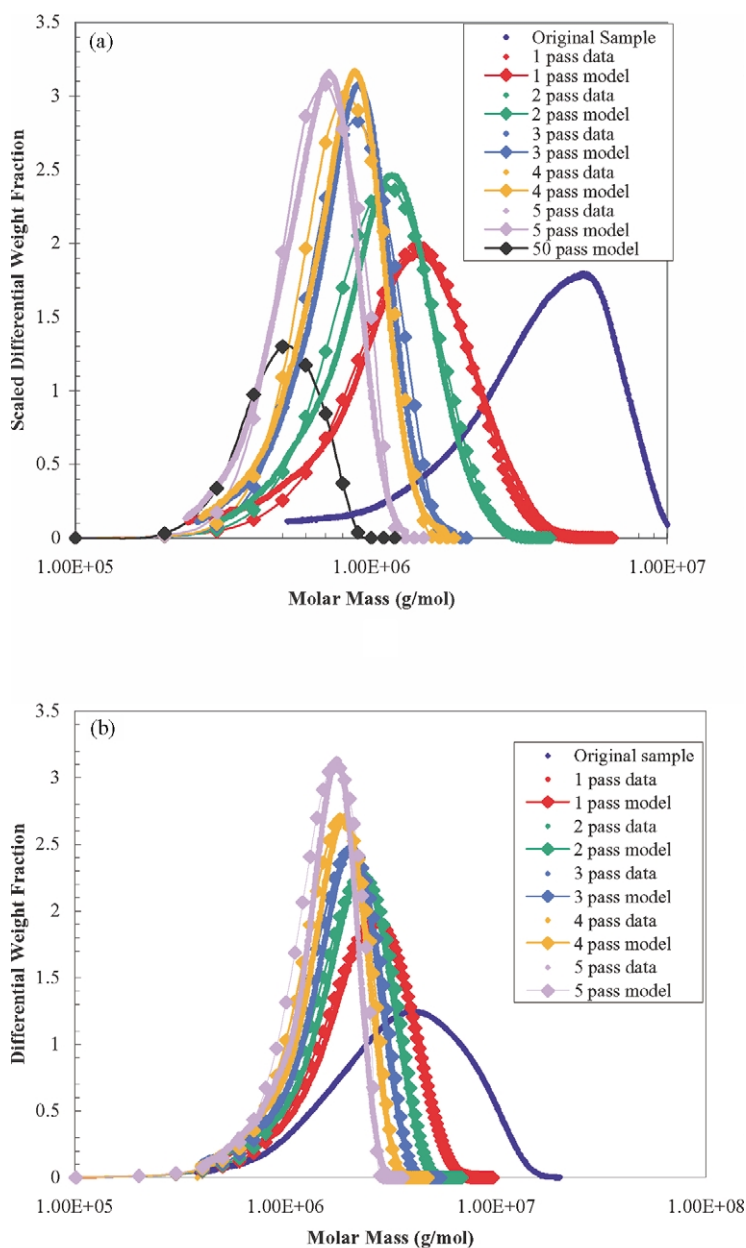 (a)
3.5
3
2.5
2
1.5
1
0.5
0
Scaled Differential Weight Fraction
Original Sample
1 pass data
1 pass model
2 pass data
2 pass model
3 pass data
3 pass model
4 pass data
4 pass model
5 pass data
5 pass model
50 pass model
1.00E+05
1.00E+06
1.00E+07
Molar Mass (g/mol)
(b)
3.5
3
2.5
2
1.5
1
0.5
0
Differential Weight Fraction
Original sample
1 pass data
1 pass model
2 pass data
2 pass model
3 pass data
3 pass model
4 pass data
4 pass model
5 pass data
5 pass model
1.00E+05
1.00E+06
1.00E+07
1.00E+08
Molar Mass (g/mol)